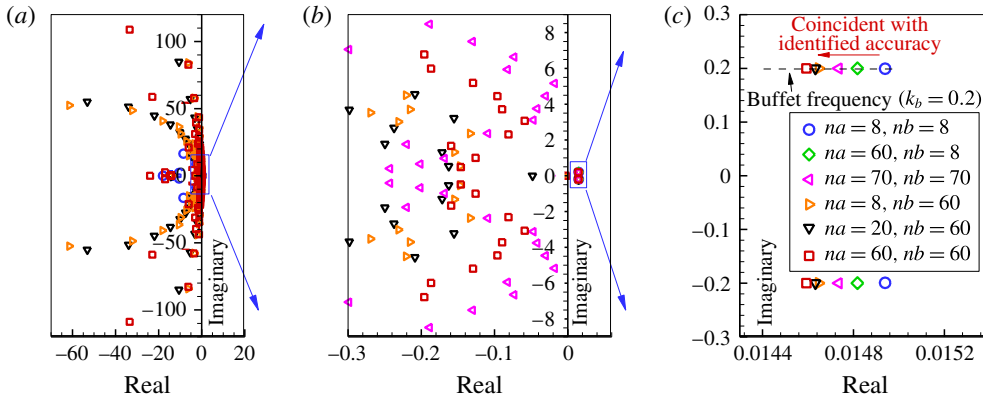 (a)
100
50
0
−50
−100
−60
−40
−20
0
20
Imaginary
Real
(b)
8
6
4
2
0
−2
−4
−6
−8
−0.3
−0.2
−0.1
0
Imaginary
Real
(c)
0.3
0.2
0.1
0
−0.1
−0.2
−0.3
Coincident with
identified accuracy
Buffet frequency (k_b = 0.2)
na = 8, nb = 8
na = 60, nb = 8
na = 70, nb = 70
na = 8, nb = 60
na = 20, nb = 60
na = 60, nb = 60
Imaginary
0.0144
0.0148
0.0152
Real